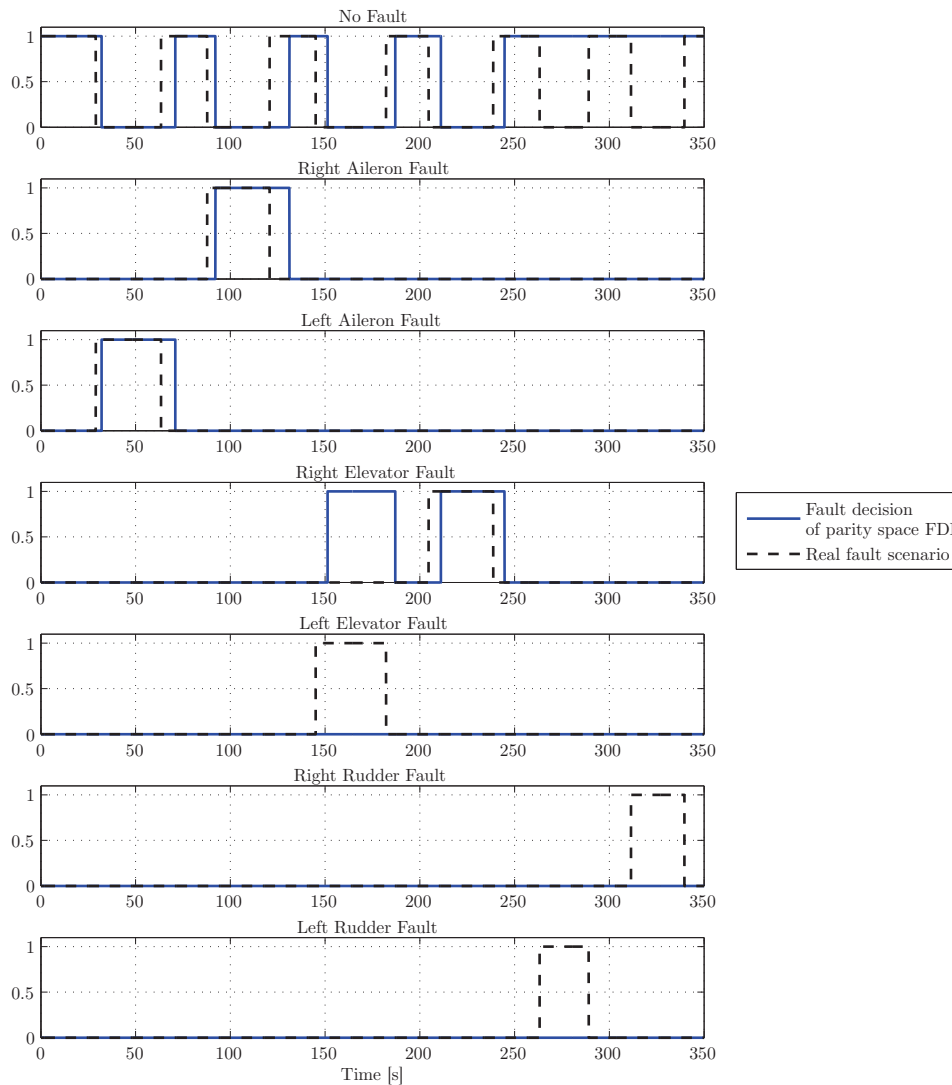 No Fault
1
0.5
0
0 50 100 150 200 250 300 350
Right Aileron Fault
1
0.5
0
0 50 100 150 200 250 300 350
Left Aileron Fault
1
0.5
0
0 50 100 150 200 250 300 350
Right Elevator Fault
1
0.5
0
0 50 100 150 200 250 300 350
Fault decision
of parity space FDI
Real fault scenario
Left Elevator Fault
1
0.5
0
0 50 100 150 200 250 300 350
Right Rudder Fault
1
0.5
0
0 50 100 150 200 250 300 350
Left Rudder Fault
1
0.5
0
0 50 100 150 200 250 300 350
Time [s]